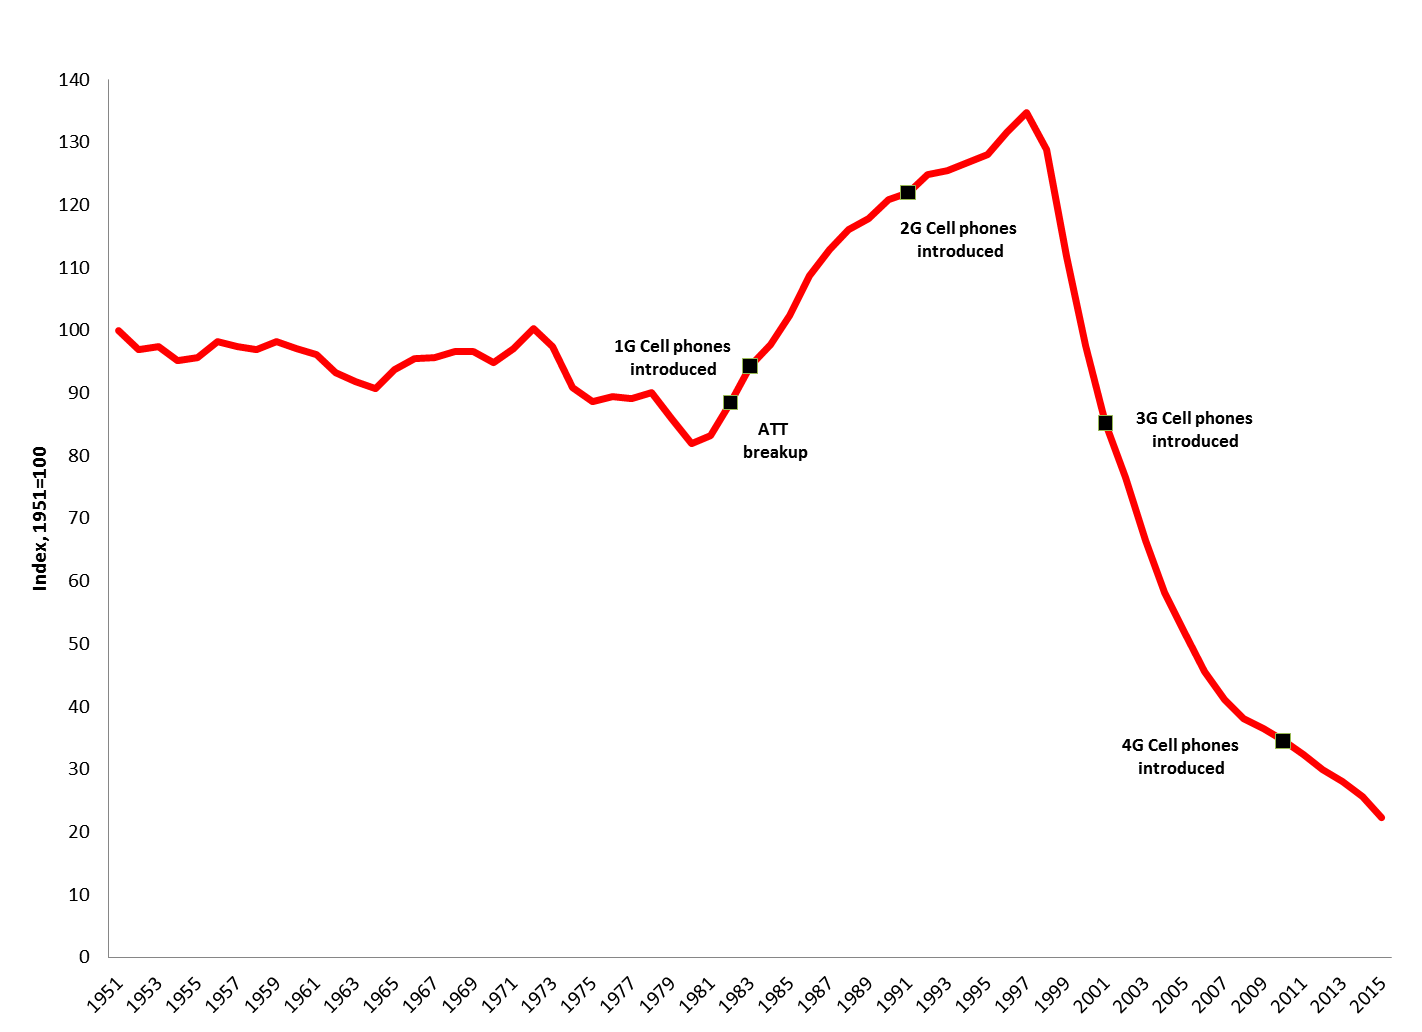 140
130
120
110
100
90
80
70
60
50
40
30
20
10
0
Index, 1951=100
1G Cell phones
introduced
ATT
breakup
2G Cell phones
introduced
3G Cell phones
introduced
4G Cell phones
introduced
1951 1953 1955 1957 1959 1961 1963 1965 1967 1969 1971 1973 1975 1977 1979 1981 1983 1985 1987 1989 1991 1993 1995 1997 1999 2001 2003 2005 2007 2009 2011 2013 2015